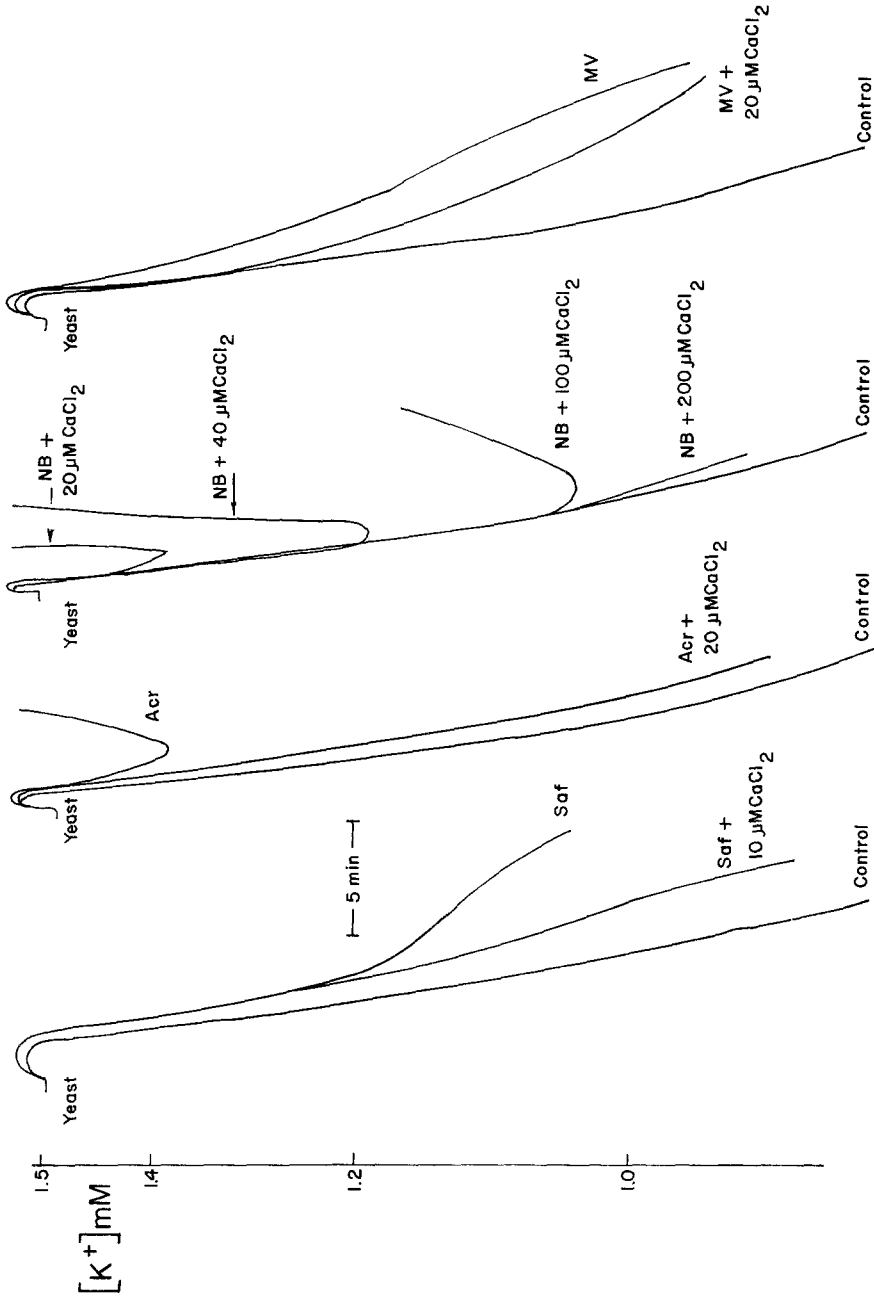 [K⁺]mM
1.5
1.4
1.2
1.0
Yeast
Saf
Saf +
10 μMCaCl₂
Control
⊢ 5 min ⊣
Yeast
Acr
Acr +
20 μMCaCl₂
Control
Yeast
NB +
20 μM CaCl₂
NB + 40 μMCaCl₂
NB + 100 μMCaCl₂
NB + 200 μMCaCl₂
Control
Yeast
MV
MV +
20 μMCaCl₂
Control